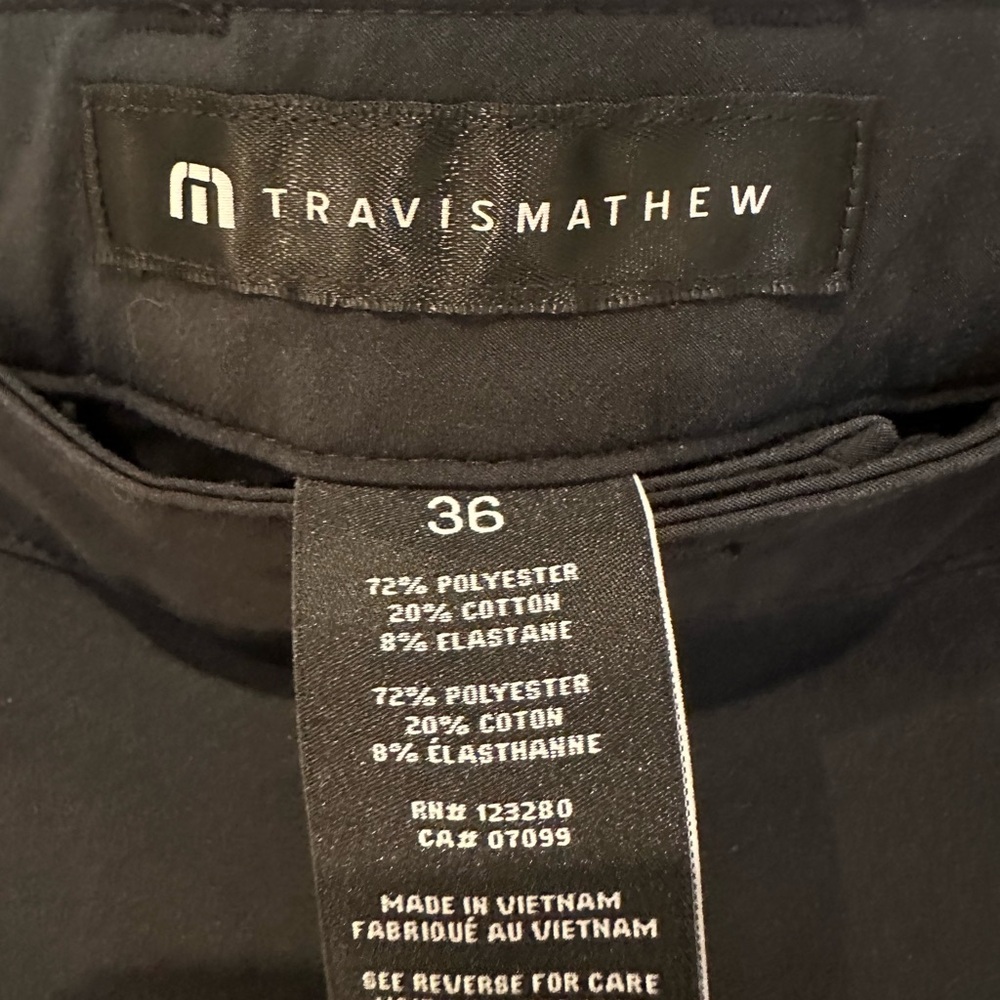 TRAVISMATHEW
36
72% POLYESTER
20% COTTON
8% ELASTANE
72% POLYESTER
20% COTON
8% ÉLASTHANNE
RN# 123280
CA# 07099
MADE IN VIETNAM
FABRIQUÉ AU VIETNAM
SEE REVERSE FOR CARE